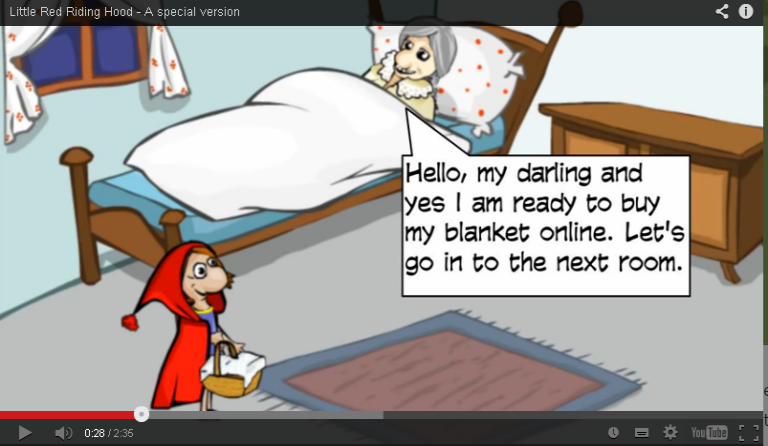 Little Red Riding Hood - A special version
Hello, my darling and
yes I am ready to buy
my blanket online. Let's
go in to the next room.
0:28 / 2:35
YouTube